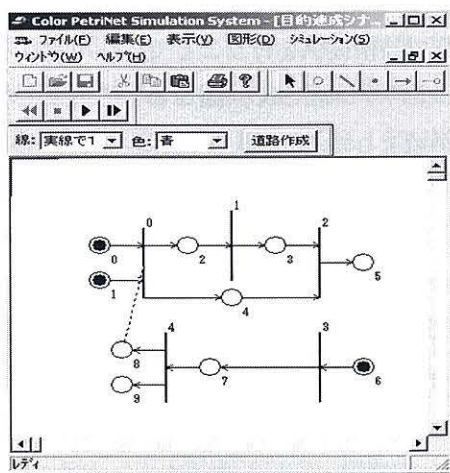 Color PetriNet Simulation System - [目的達成シナ...
ファイル(F) 編集(E) 表示(V) 図形(D) シミュレーション(S)
ウィンドウ(W) ヘルプ(H)
線: 実線で1 色: 青 道路作成
0 1 2
0 2 3 5
1 4
4 3
8 7 6
9
レディ